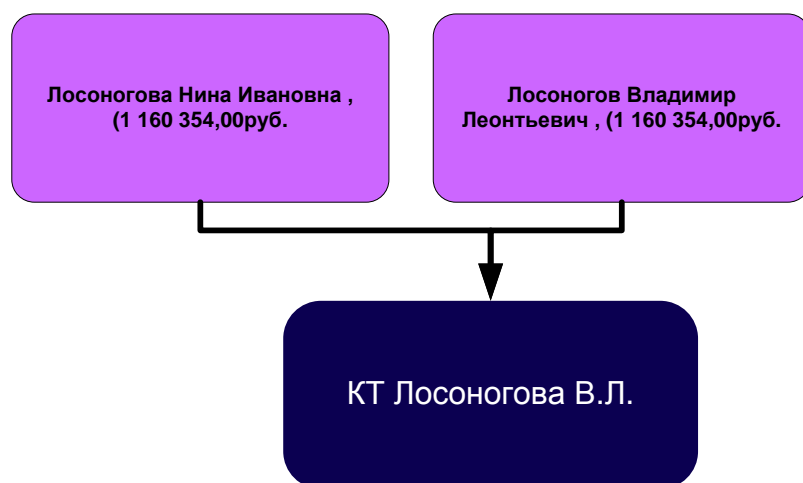 Лосоногова Нина Ивановна ,
(1 160 354,00руб.
Лосоногов Владимир
Леонтьевич , (1 160 354,00руб.
КТ Лосоногова В.Л.